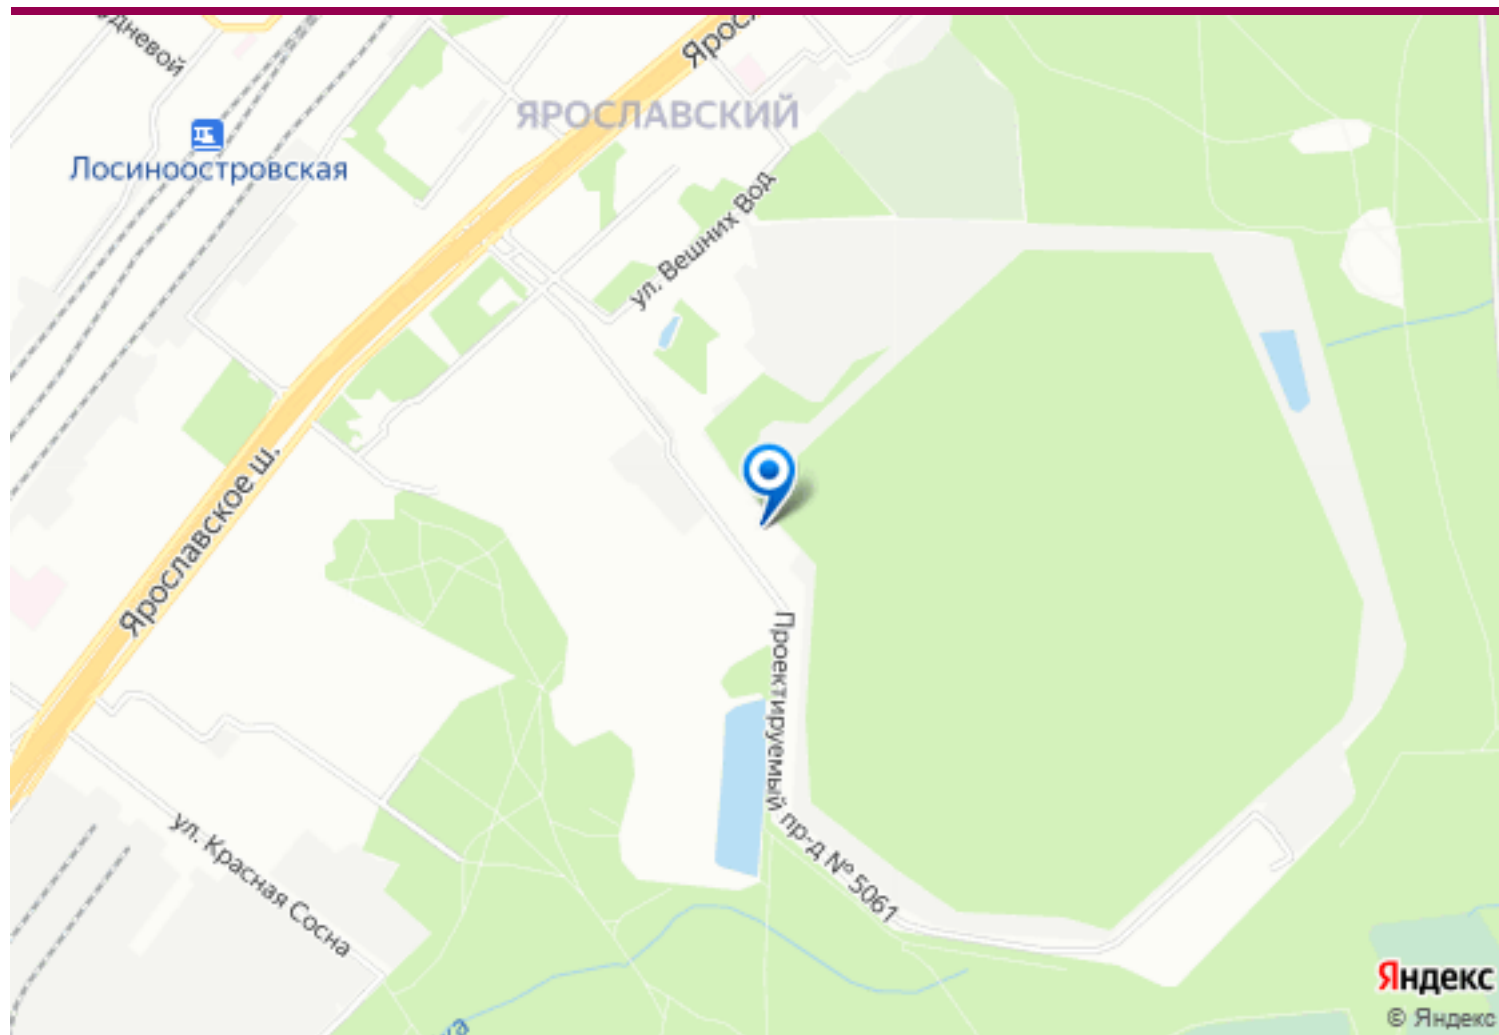 ЯРОСЛАВСКИЙ
Лосиноостровская
ул. Вешних Вод
Ярославское ш.
Проектируемый пр-д № 5061
ул. Красная Сосна
Яндекс
© Яндекс